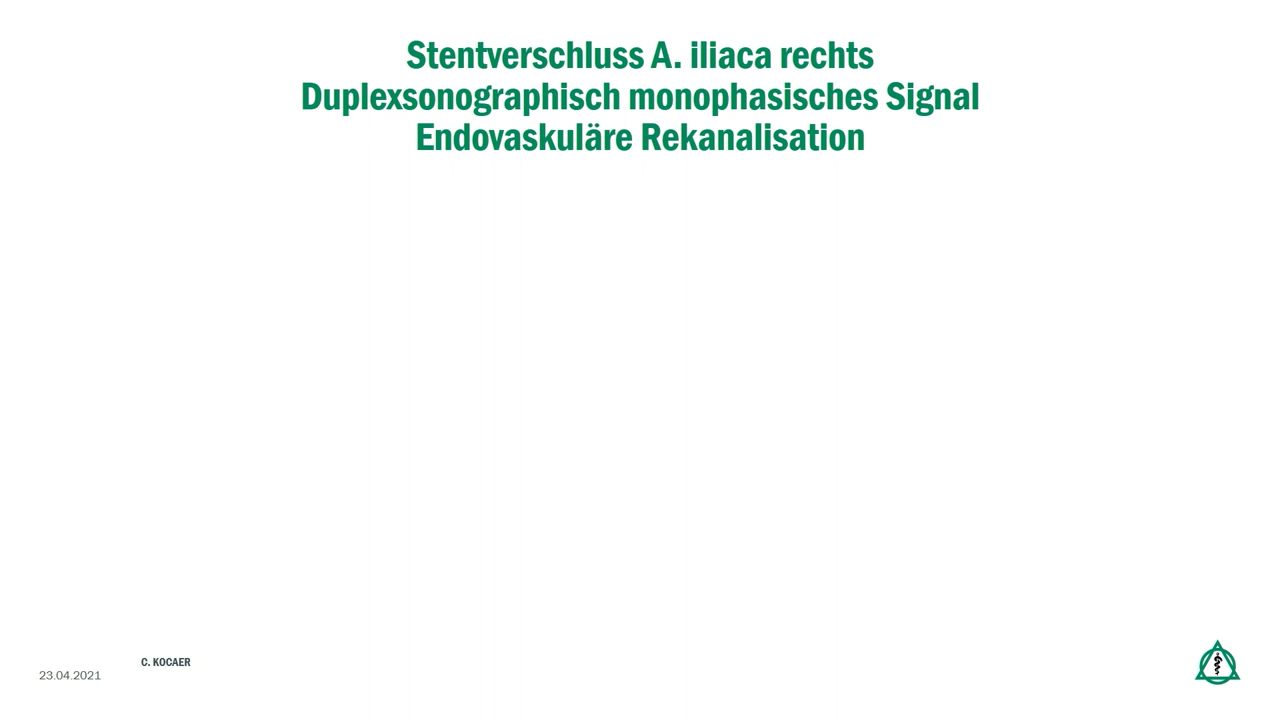 Stentverschluss A. iliaca rechts
Duplexsonographisch monophasisches Signal
Endovaskuläre Rekanalisation
C. KOCAER
23.04.2021